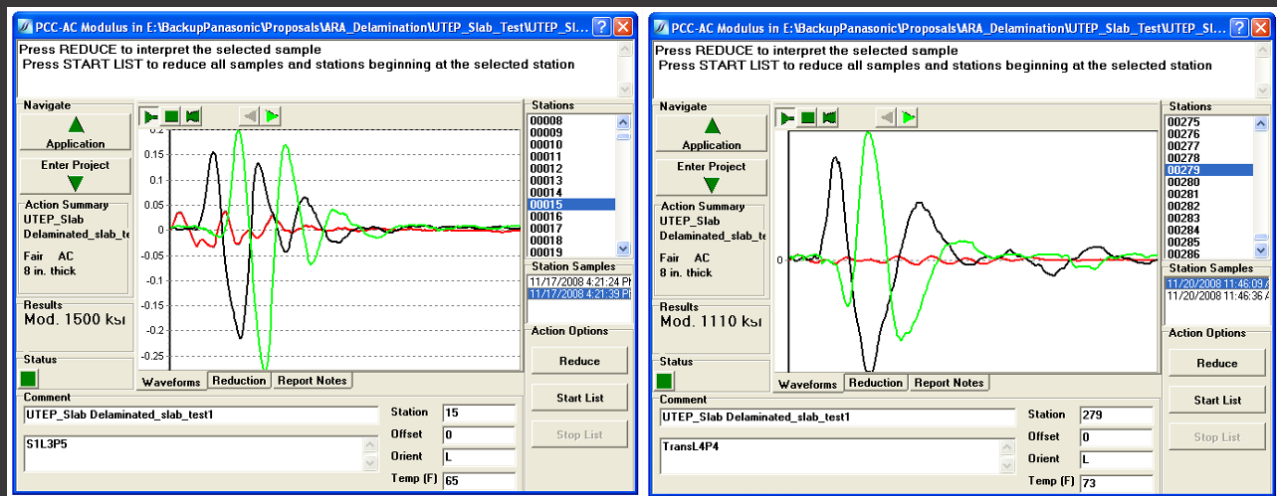 PCC-AC Modulus in E:\BackupPanasonic\Proposals\ARA_Delamination\UTEP_Slab_Test\UTEP_Sl...
Press REDUCE to interpret the selected sample
Press START LIST to reduce all samples and stations beginning at the selected station
Navigate
Application
Enter Project
Action Summary
UTEP_Slab
Delaminated_slab_te
Fair AC
8 in. thick
Results
Mod. 1500 ksi
Status
0.2
0.15
0.1
0.05
0
-0.05
-0.1
-0.15
-0.2
-0.25
Waveforms
Reduction
Report Notes
Stations
00008
00009
00010
00011
00012
00013
00014
00015
00016
00017
00018
00019
Station Samples
11/17/2008 4:21:24 PM
11/17/2008 4:21:39 PM
Action Options
Reduce
Start List
Stop List
Comment
UTEP_Slab Delaminated_slab_test1
S1L3P5
Station 15
Offset 0
Orient L
Temp (F) 65
PCC-AC Modulus in E:\BackupPanasonic\Proposals\ARA_Delamination\UTEP_Slab_Test\UTEP_Sl...
Press REDUCE to interpret the selected sample
Press START LIST to reduce all samples and stations beginning at the selected station
Navigate
Application
Enter Project
Action Summary
UTEP_Slab
Delaminated_slab_te
Fair AC
8 in. thick
Results
Mod. 1110 ksi
Status
0
Waveforms
Reduction
Report Notes
Stations
00275
00276
00277
00278
00279
00280
00281
00282
00283
00284
00285
00286
Station Samples
11/20/2008 11:46:09 A
11/20/2008 11:46:36 A
Action Options
Reduce
Start List
Stop List
Comment
UTEP_Slab Delaminated_slab_test1
TransL4P4
Station 279
Offset 0
Orient L
Temp (F) 73